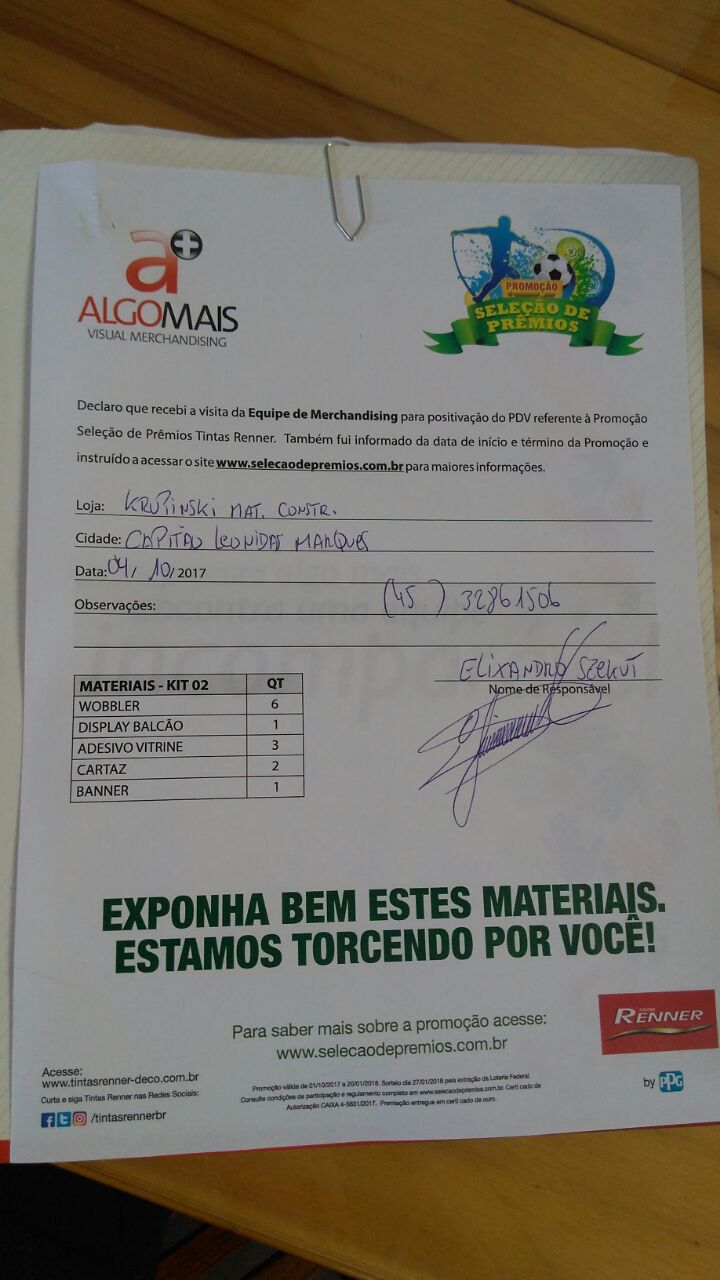 a+
ALGOMAIS
VISUAL MERCHANDISING
PROMOÇÃO
SELEÇÃO DE
PRÊMIOS
Declaro que recebi a visita da Equipe de Merchandising para positivação do PDV referente à Promoção
Seleção de Prêmios Tintas Renner. Também fui informado da data de início e término da Promoção e
instruído a acessar o site www.selecaodepremios.com.br para maiores informações.
Loja: KRUPINSKI MAT. CONSTR.
Cidade: CAPITÃO LEONIDAS MARQUES
Data: 04/10/2017
Observações: (45) 32861506
ELIXANDRO SZEKUT
Nome de Responsável
MATERIAIS - KIT 02 QT
WOBBLER 6
DISPLAY BALCÃO 1
ADESIVO VITRINE 3
CARTAZ 2
BANNER 1
EXPONHA BEM ESTES MATERIAIS.
ESTAMOS TORCENDO POR VOCÊ!
Para saber mais sobre a promoção acesse:
www.selecaodepremios.com.br
TINTAS
RENNER
by PPG
Acesse:
www.tintasrenner-deco.com.br
Curta e siga Tintas Renner nas Redes Sociais:
/tintasrennerbr
Promoção válida de 01/10/2017 a 20/01/2018. Sorteio dia 27/01/2018 pela extração da Loteria Federal.
Consulte condições de participação e regulamento completo em www.selecaodepremios.com.br. Certi cado de
Autorização CAIXA 4-5631/2017. Premiação entregue em certi cado de ouro.